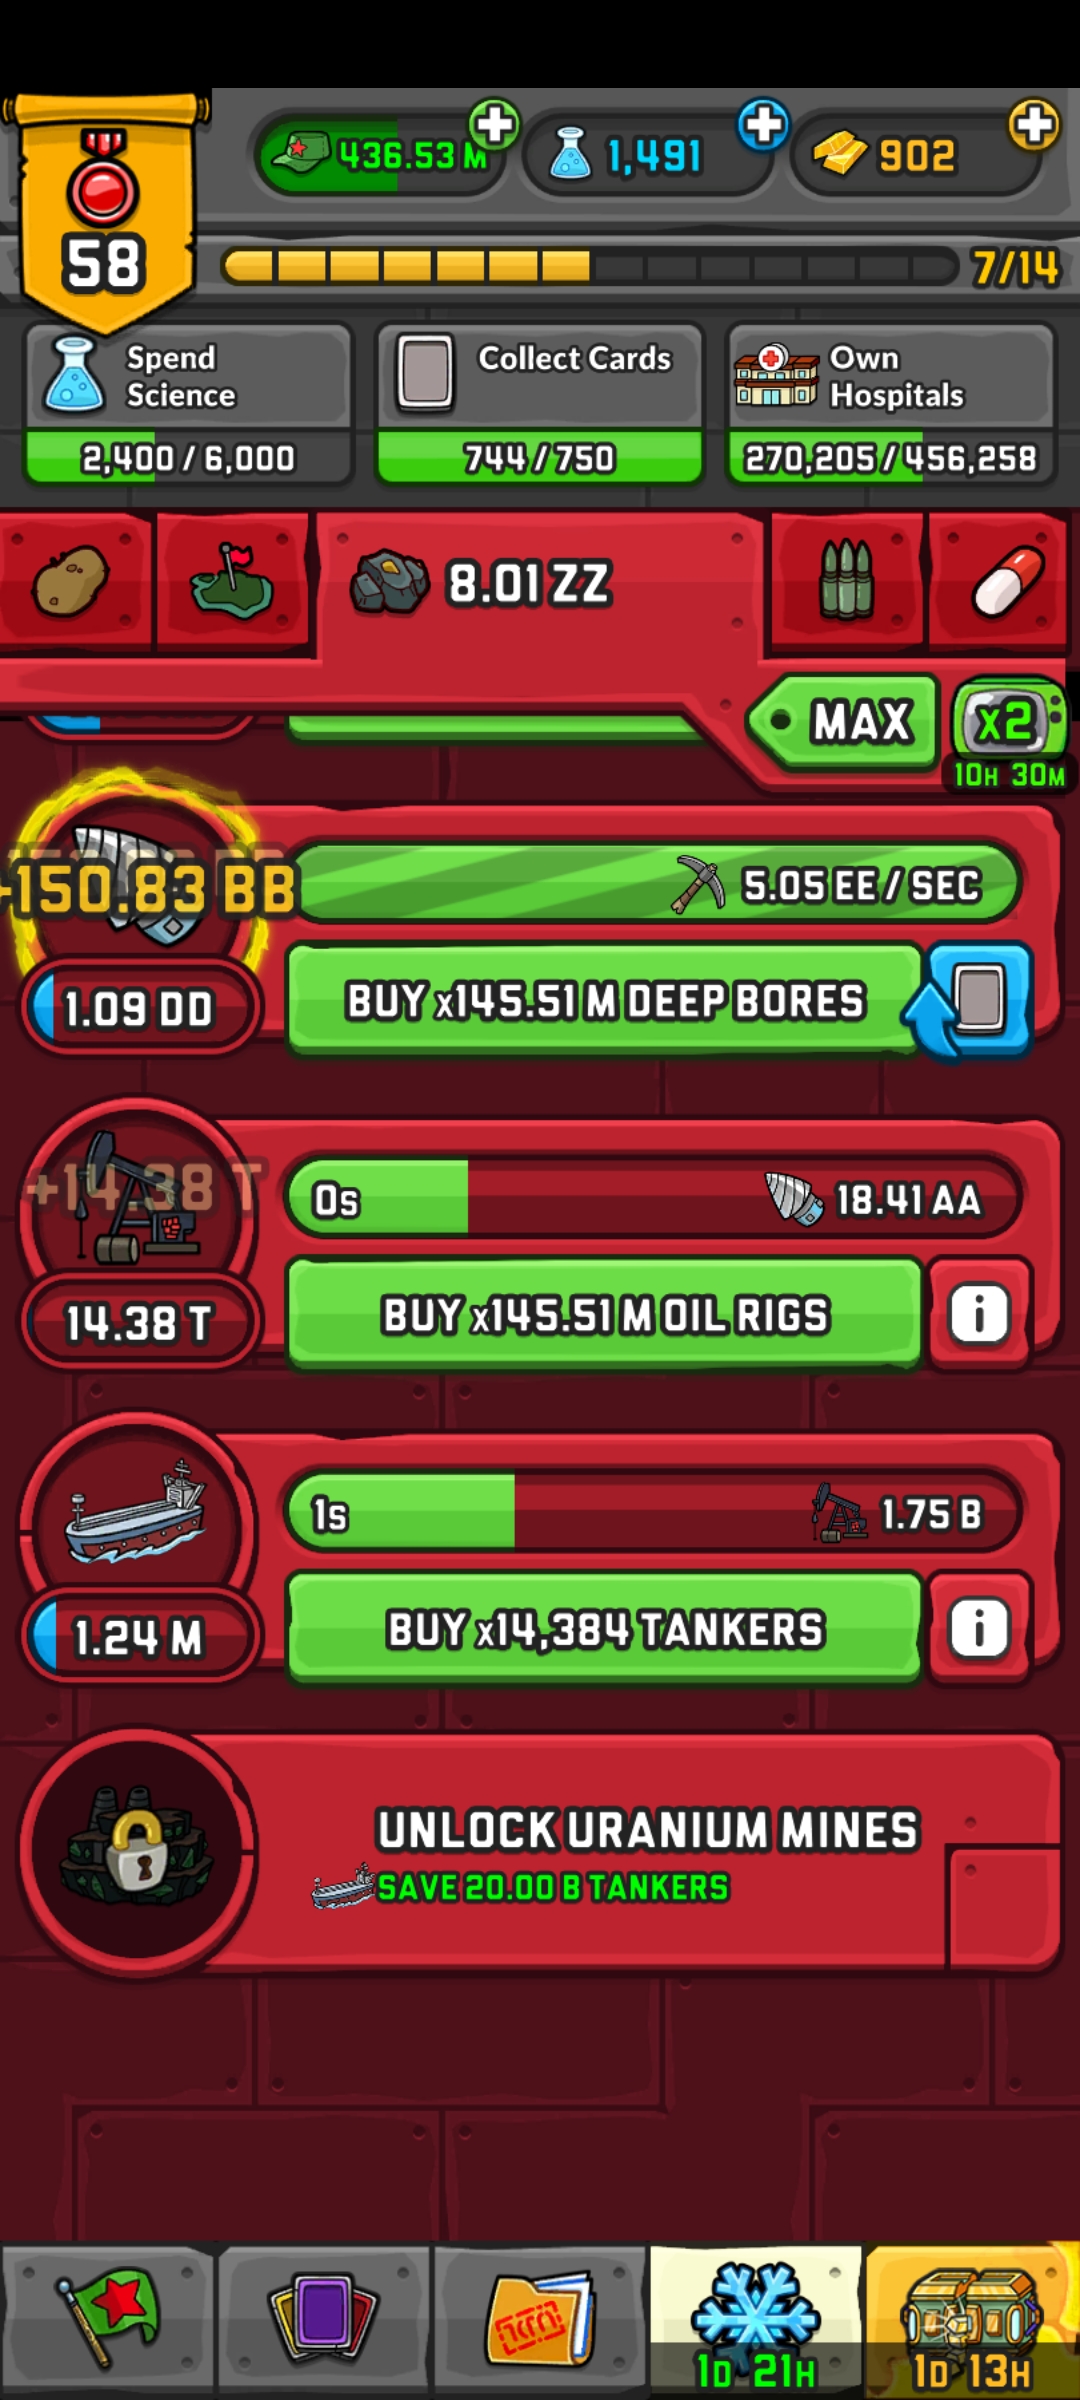 436.53 M
1,491
902
58
7/14
Spend
Science
2,400 / 6,000
Collect Cards
744 / 750
Own
Hospitals
270,205 / 456,258
8.01 ZZ
MAX
x2
10H 30M
+150.83 BB
5.05 EE / SEC
1.09 DD
BUY x145.51 M DEEP BORES
+14.38 T
0s
18.41 AA
14.38 T
BUY x145.51 M OIL RIGS
i
1s
1.75 B
1.24 M
BUY x14,384 TANKERS
i
UNLOCK URANIUM MINES
SAVE 20.00 B TANKERS
1D 21H
1D 13H